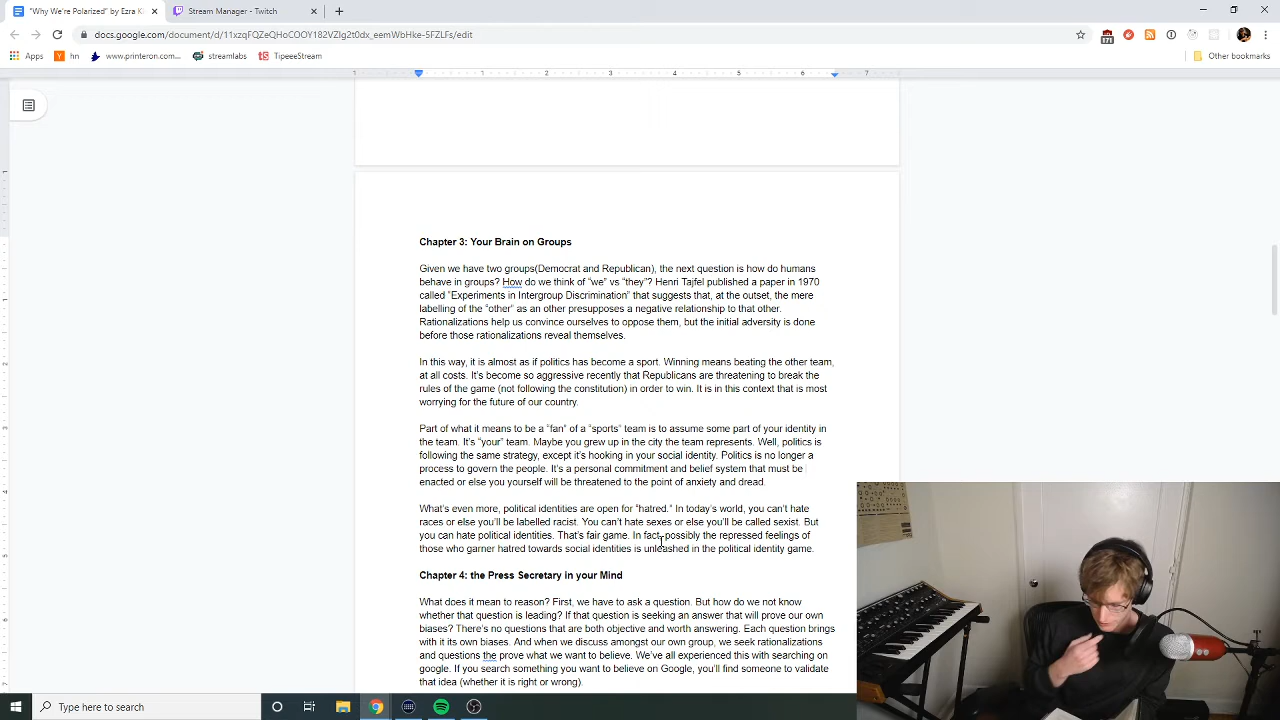 "Why We're Polarized" by Ezra Kl
Stream Manager - Twitch
docs.google.com/document/d/11xzqFQZeQHoCOOY182VZIg2t0dx_eemWbHke-5FZLFs/edit
171
Apps
hn
www.printeron.com...
streamlabs
TipeeeStream
Other bookmarks
1 1 2 3 4 5 6 7
Chapter 3: Your Brain on Groups
Given we have two groups(Democrat and Republican), the next question is how do humans
behave in groups? How do we think of “we” vs “they”? Henri Tajfel published a paper in 1970
called “Experiments in Intergroup Discrimination” that suggests that, at the outset, the mere
labelling of the “other” as an other presupposes a negative relationship to that other.
Rationalizations help us convince ourselves to oppose them, but the initial adversity is done
before those rationalizations reveal themselves.
In this way, it is almost as if politics has become a sport. Winning means beating the other team,
at all costs. It’s become so aggressive recently that Republicans are threatening to break the
rules of the game (not following the constitution) in order to win. It is in this context that is most
worrying for the future of our country.
Part of what it means to be a “fan” of a “sports” team is to assume some part of your identity in
the team. It’s “your” team. Maybe you grew up in the city the team represents. Well, politics is
following the same strategy, except it’s hooking in your social identity. Politics is no longer a
process to govern the people. It’s a personal commitment and belief system that must be
enacted or else you yourself will be threatened to the point of anxiety and dread.
What’s even more, political identities are open for “hatred.” In today’s world, you can’t hate
races or else you’ll be labelled racist. You can’t hate sexes or else you’ll be called sexist. But
you can hate political identities. That’s fair game. In fact, possibly the repressed feelings of
those who garner hatred towards social identities is unleashed in the political identity game.
Chapter 4: the Press Secretary in your Mind
What does it mean to reason? First, we have to ask a question. But how do we not know
whether that question is leading? If that question is seeking an answer that will prove our own
biases? There’s no questions that are both objective and worth answering. Each question brings
with it its own biases. And when we discuss amongst our own group, we seek rationalizations
and questions the prove what we want to believe. We’ve all experienced this with searching on
google. If you search something you want to believe on Google, you’ll find someone to validate
that idea (whether it is right or wrong).
Type here to search